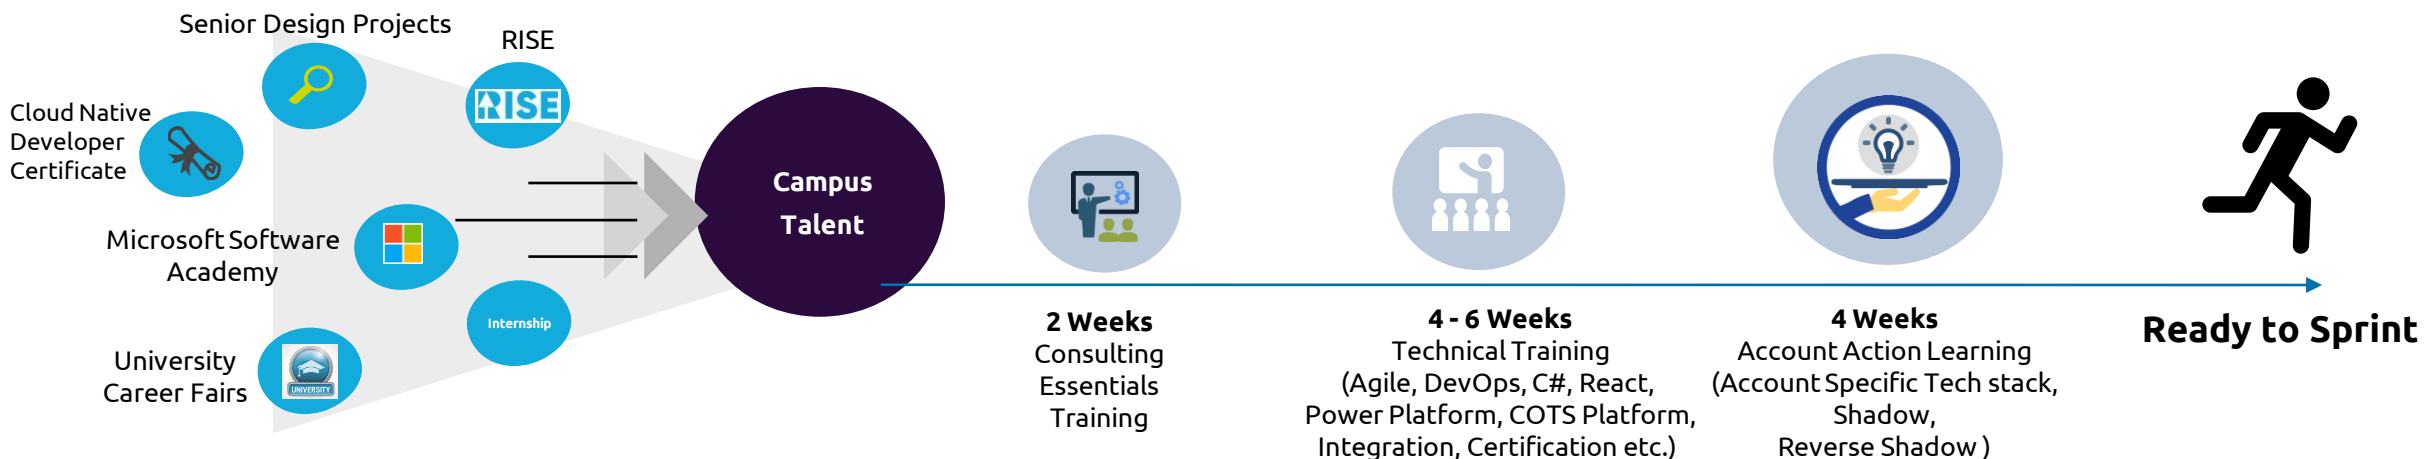 Senior Design Projects
RISE
RISE
Cloud Native
Developer
Certificate
Microsoft Software
Academy
Internship
University
Career Fairs
UNIVERSITY
Campus
Talent
2 Weeks
Consulting
Essentials
Training
4 - 6 Weeks
Technical Training
(Agile, DevOps, C#, React,
Power Platform, COTS Platform,
Integration, Certification etc.)
4 Weeks
Account Action Learning
(Account Specific Tech stack,
Shadow,
Reverse Shadow )
Ready to Sprint